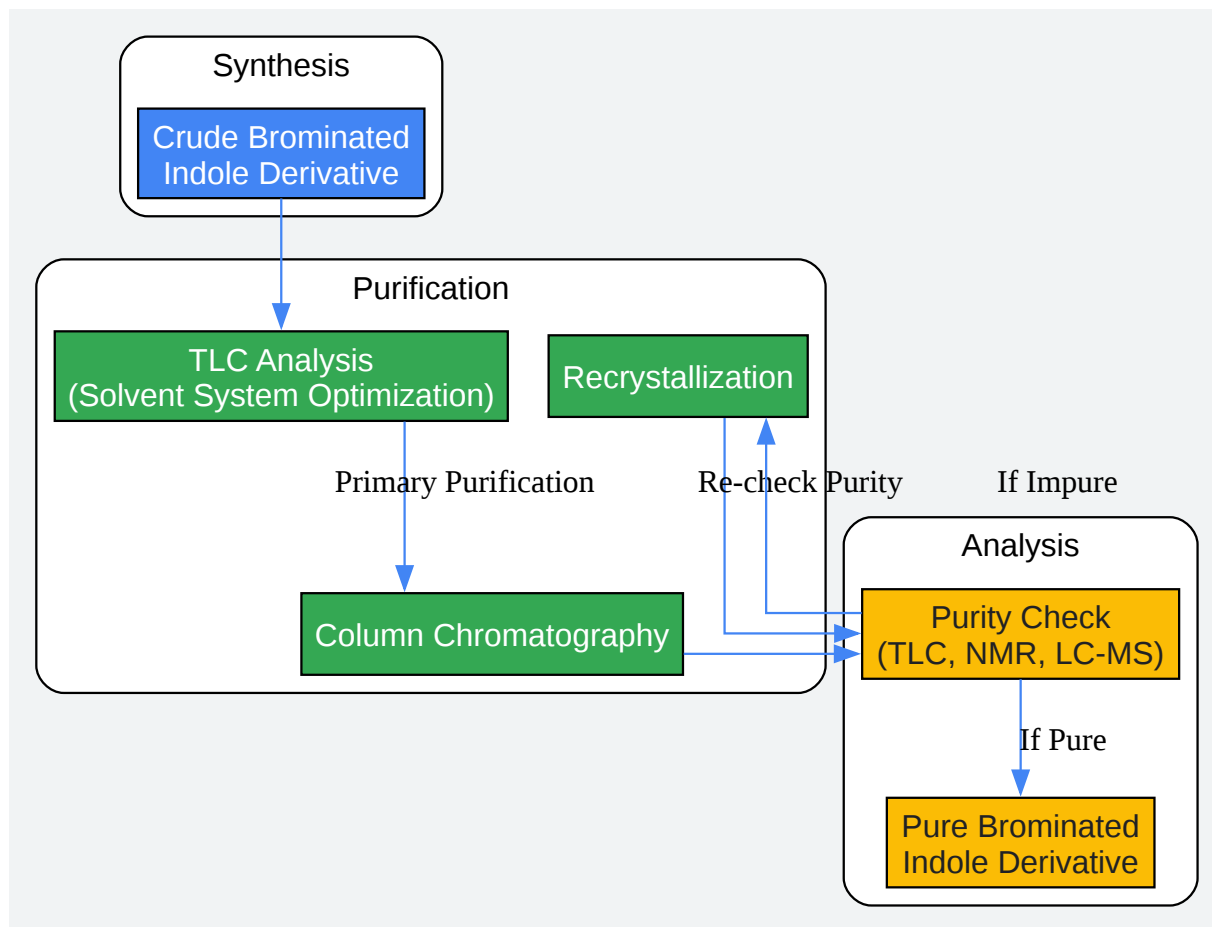 Synthesis
Crude Brominated
Indole Derivative
Purification
TLC Analysis
(Solvent System Optimization)
Recrystallization
Primary Purification
Re-check Purity
If Impure
Analysis
Column Chromatography
Purity Check
(TLC, NMR, LC-MS)
If Pure
Pure Brominated
Indole Derivative